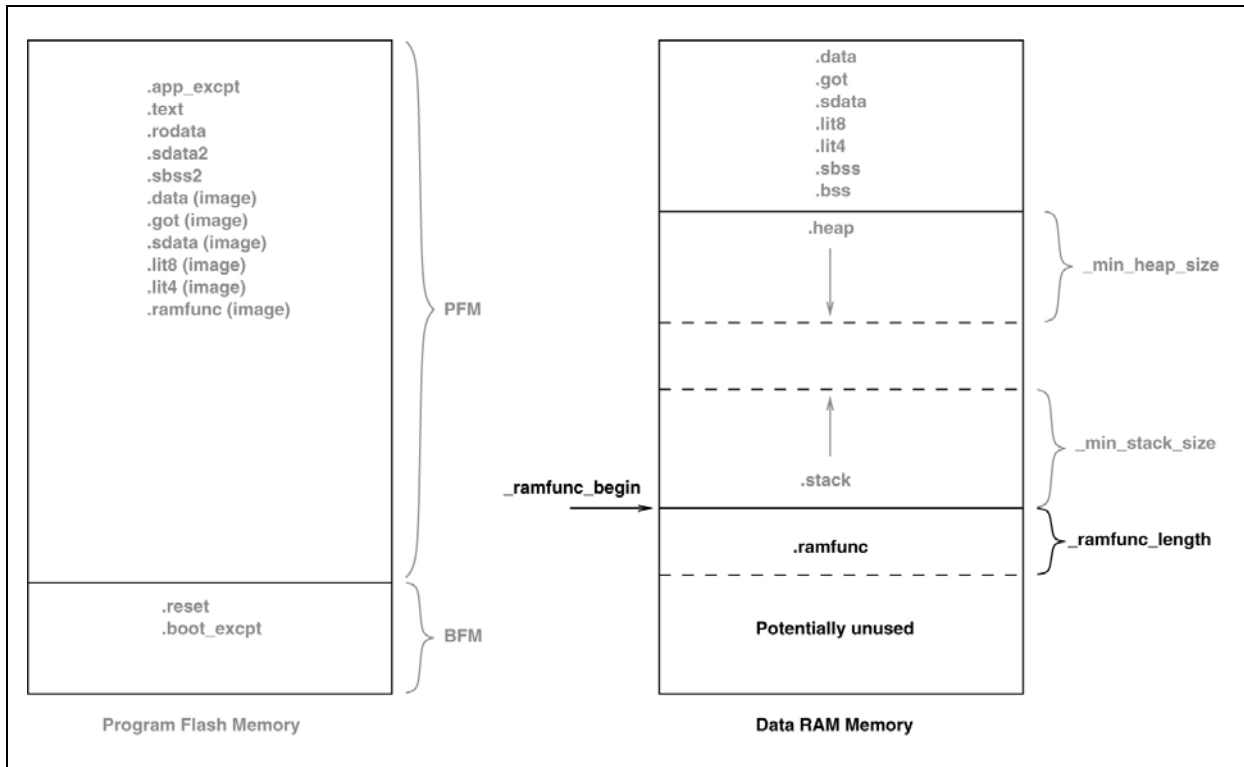 .app_excpt
.text
.rodata
.sdata2
.sbss2
.data (image)
.got (image)
.sdata (image)
.lit8 (image)
.lit4 (image)
.ramfunc (image)
PFM
.reset
.boot_excpt
BFM
Program Flash Memory
.data
.got
.sdata
.lit8
.lit4
.sbss
.bss
.heap
_min_heap_size
_min_stack_size
.stack
_ramfunc_begin
.ramfunc
_ramfunc_length
Potentially unused
Data RAM Memory